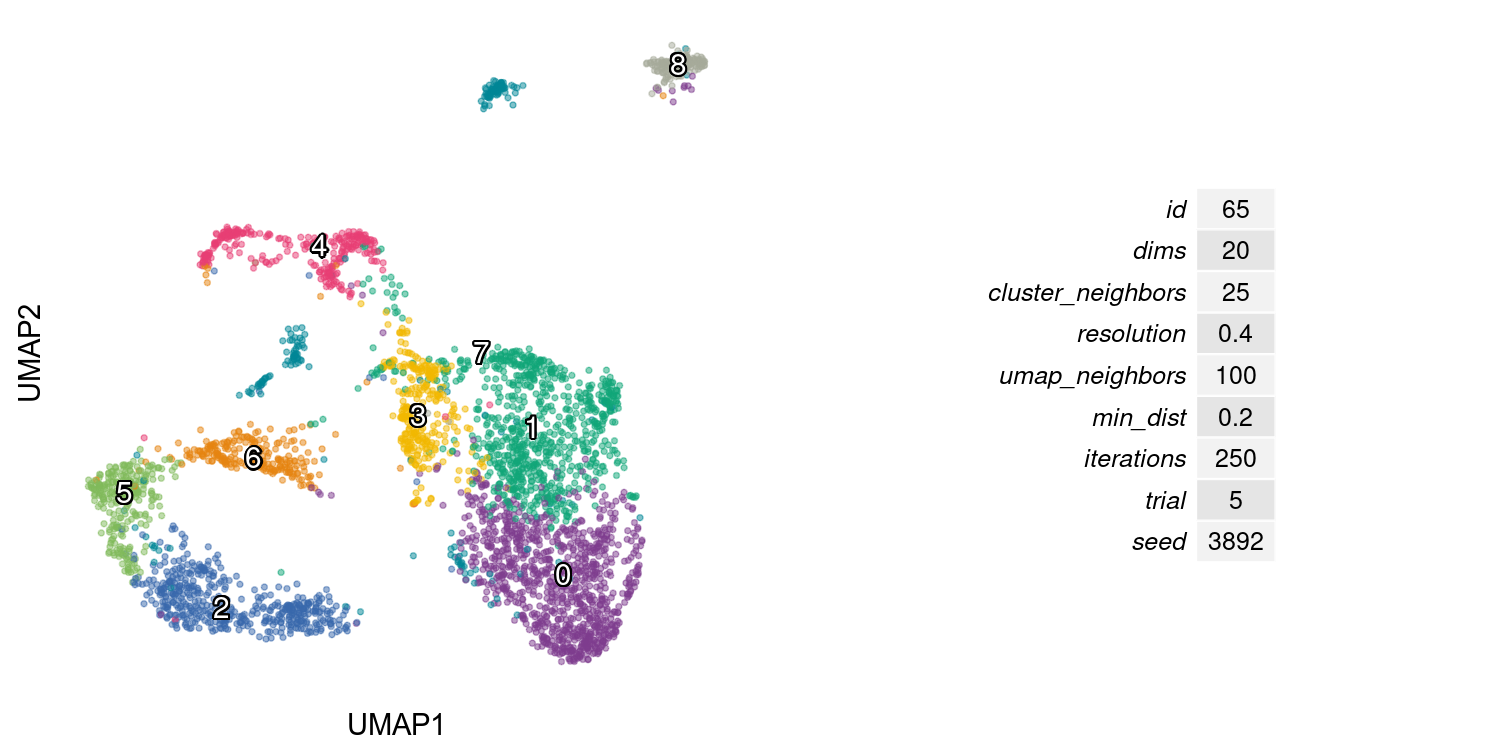 8
4
7
3
1
6
5
0
2
UMAP2
UMAP1
id 65
dims 20
cluster_neighbors 25
resolution 0.4
umap_neighbors 100
min_dist 0.2
iterations 250
trial 5
seed 3892